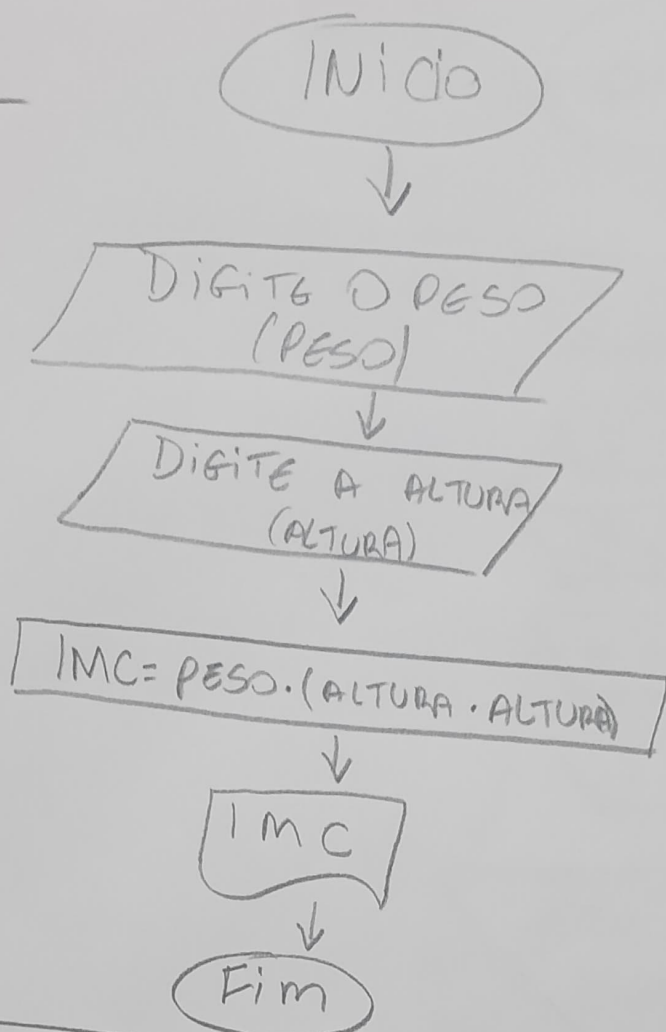 INicio
DiGiTE O PESO
(PESO)
DiGiTE A ALTURA
(ALTURA)
IMC= PESO.(ALTURA . ALTURA)
IMC
Fim